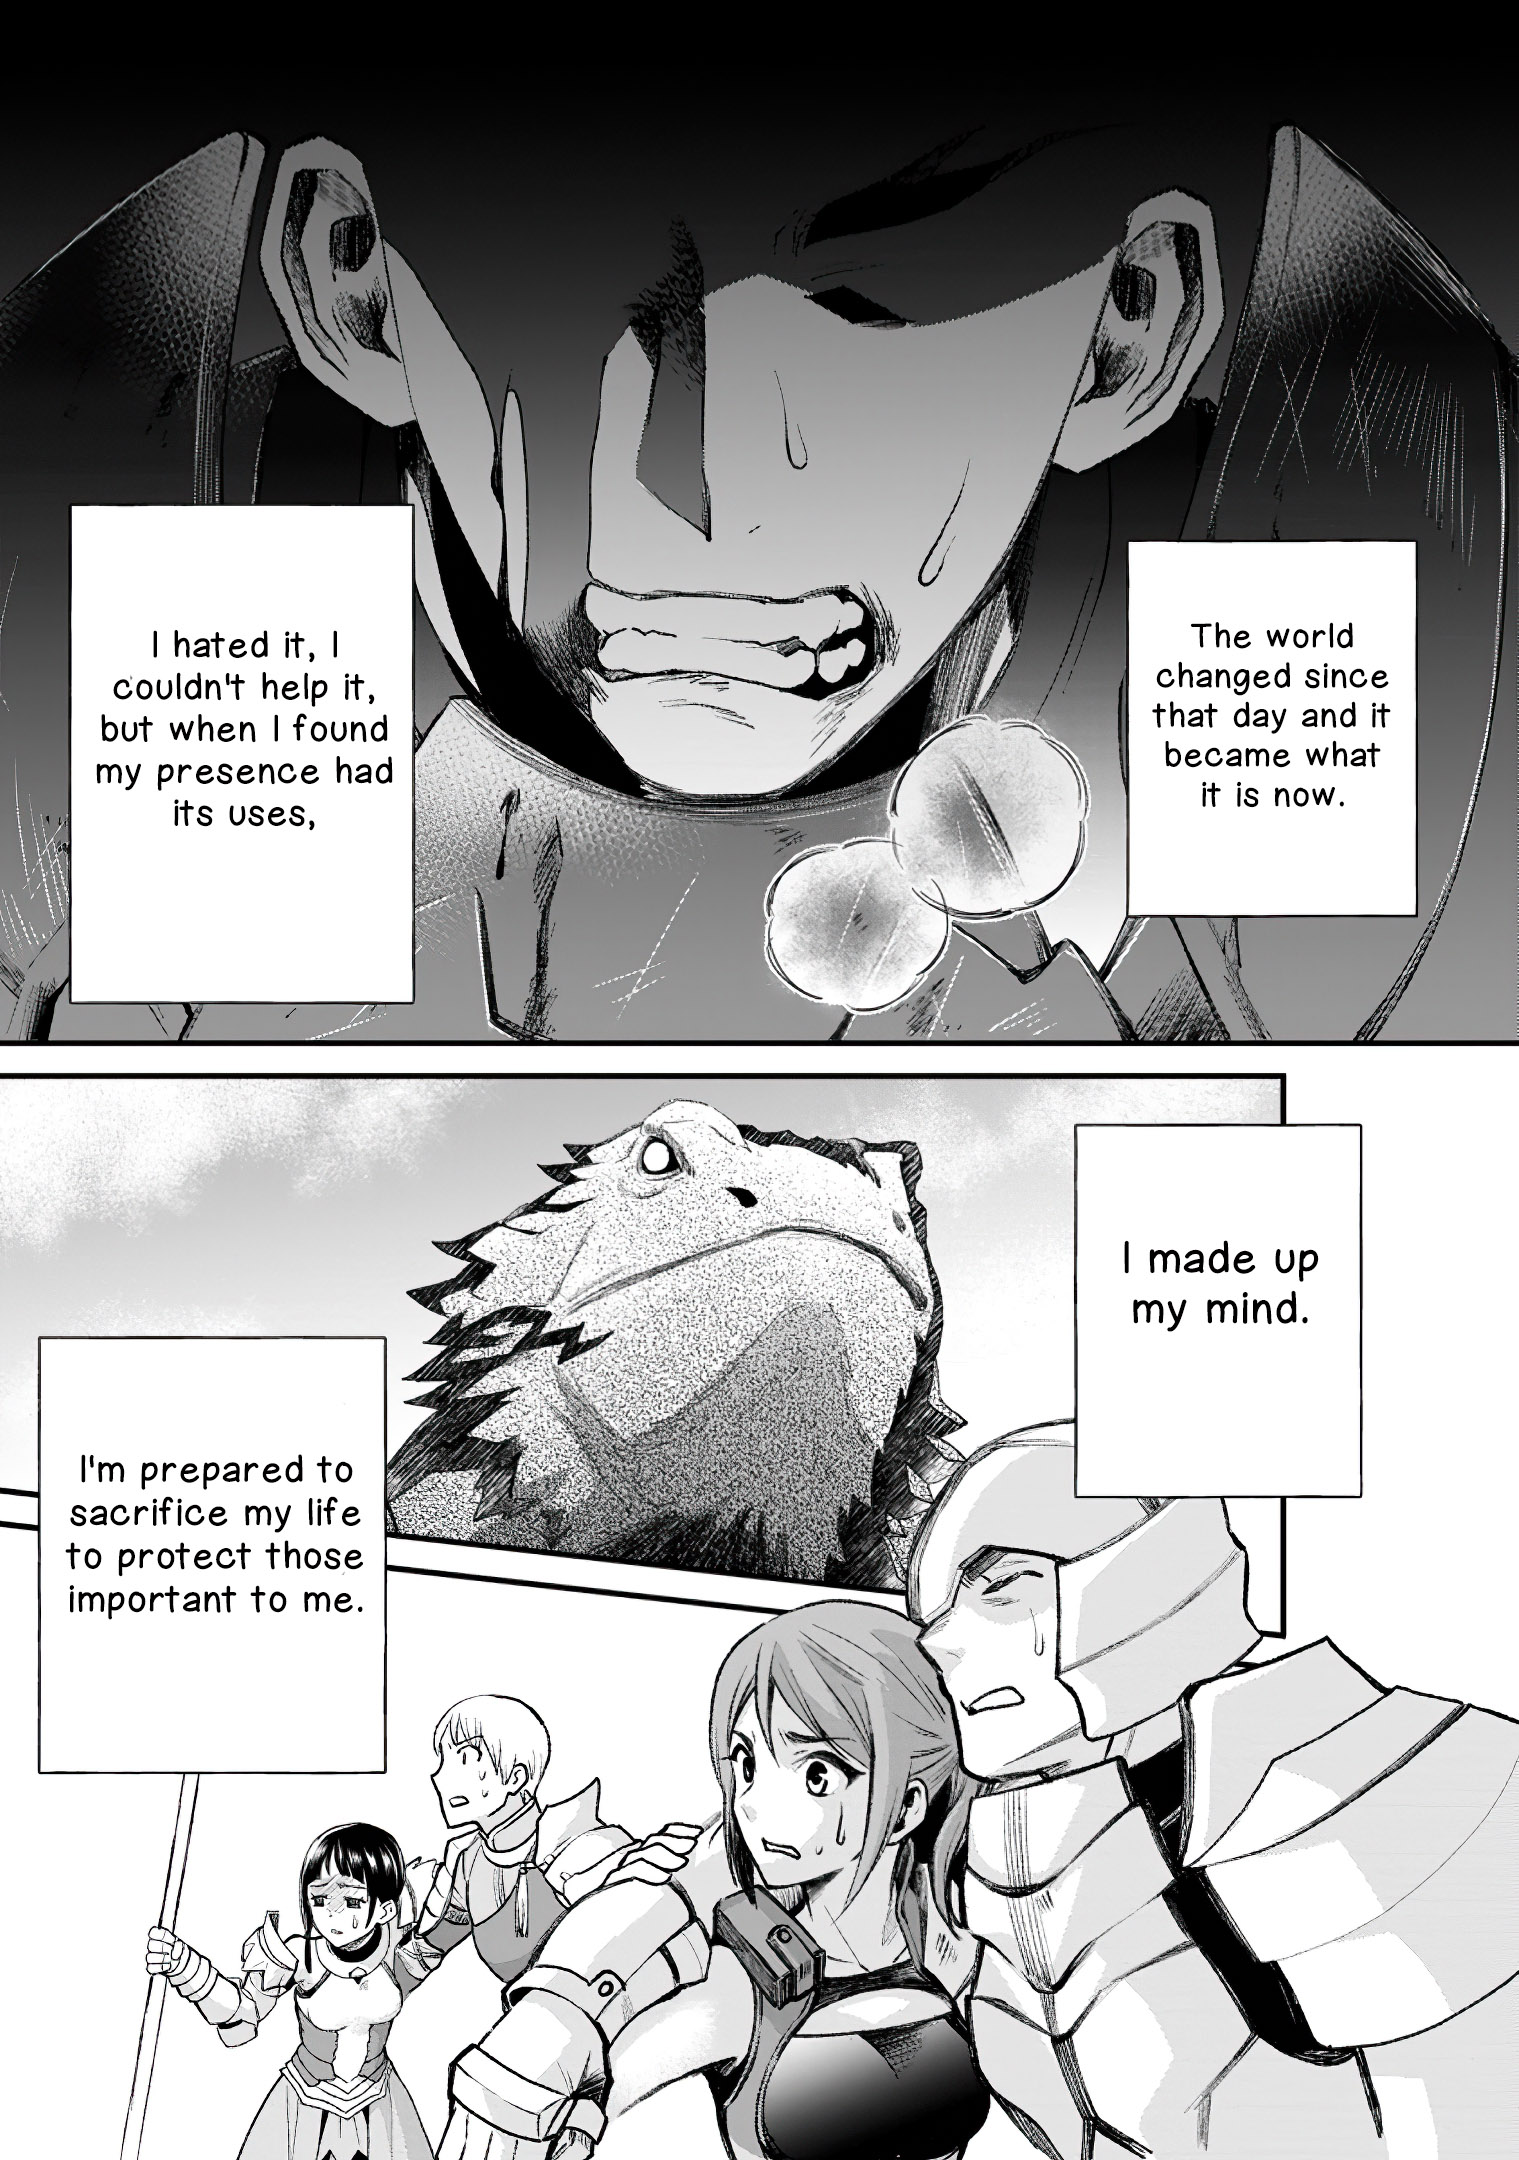 The world
changed since
that day and it
became what
it is now.
I hated it, I
couldn't help it,
but when I found
my presence had
its uses,
I made up
my mind.
I'm prepared to
sacrifice my life
to protect those
important to me.